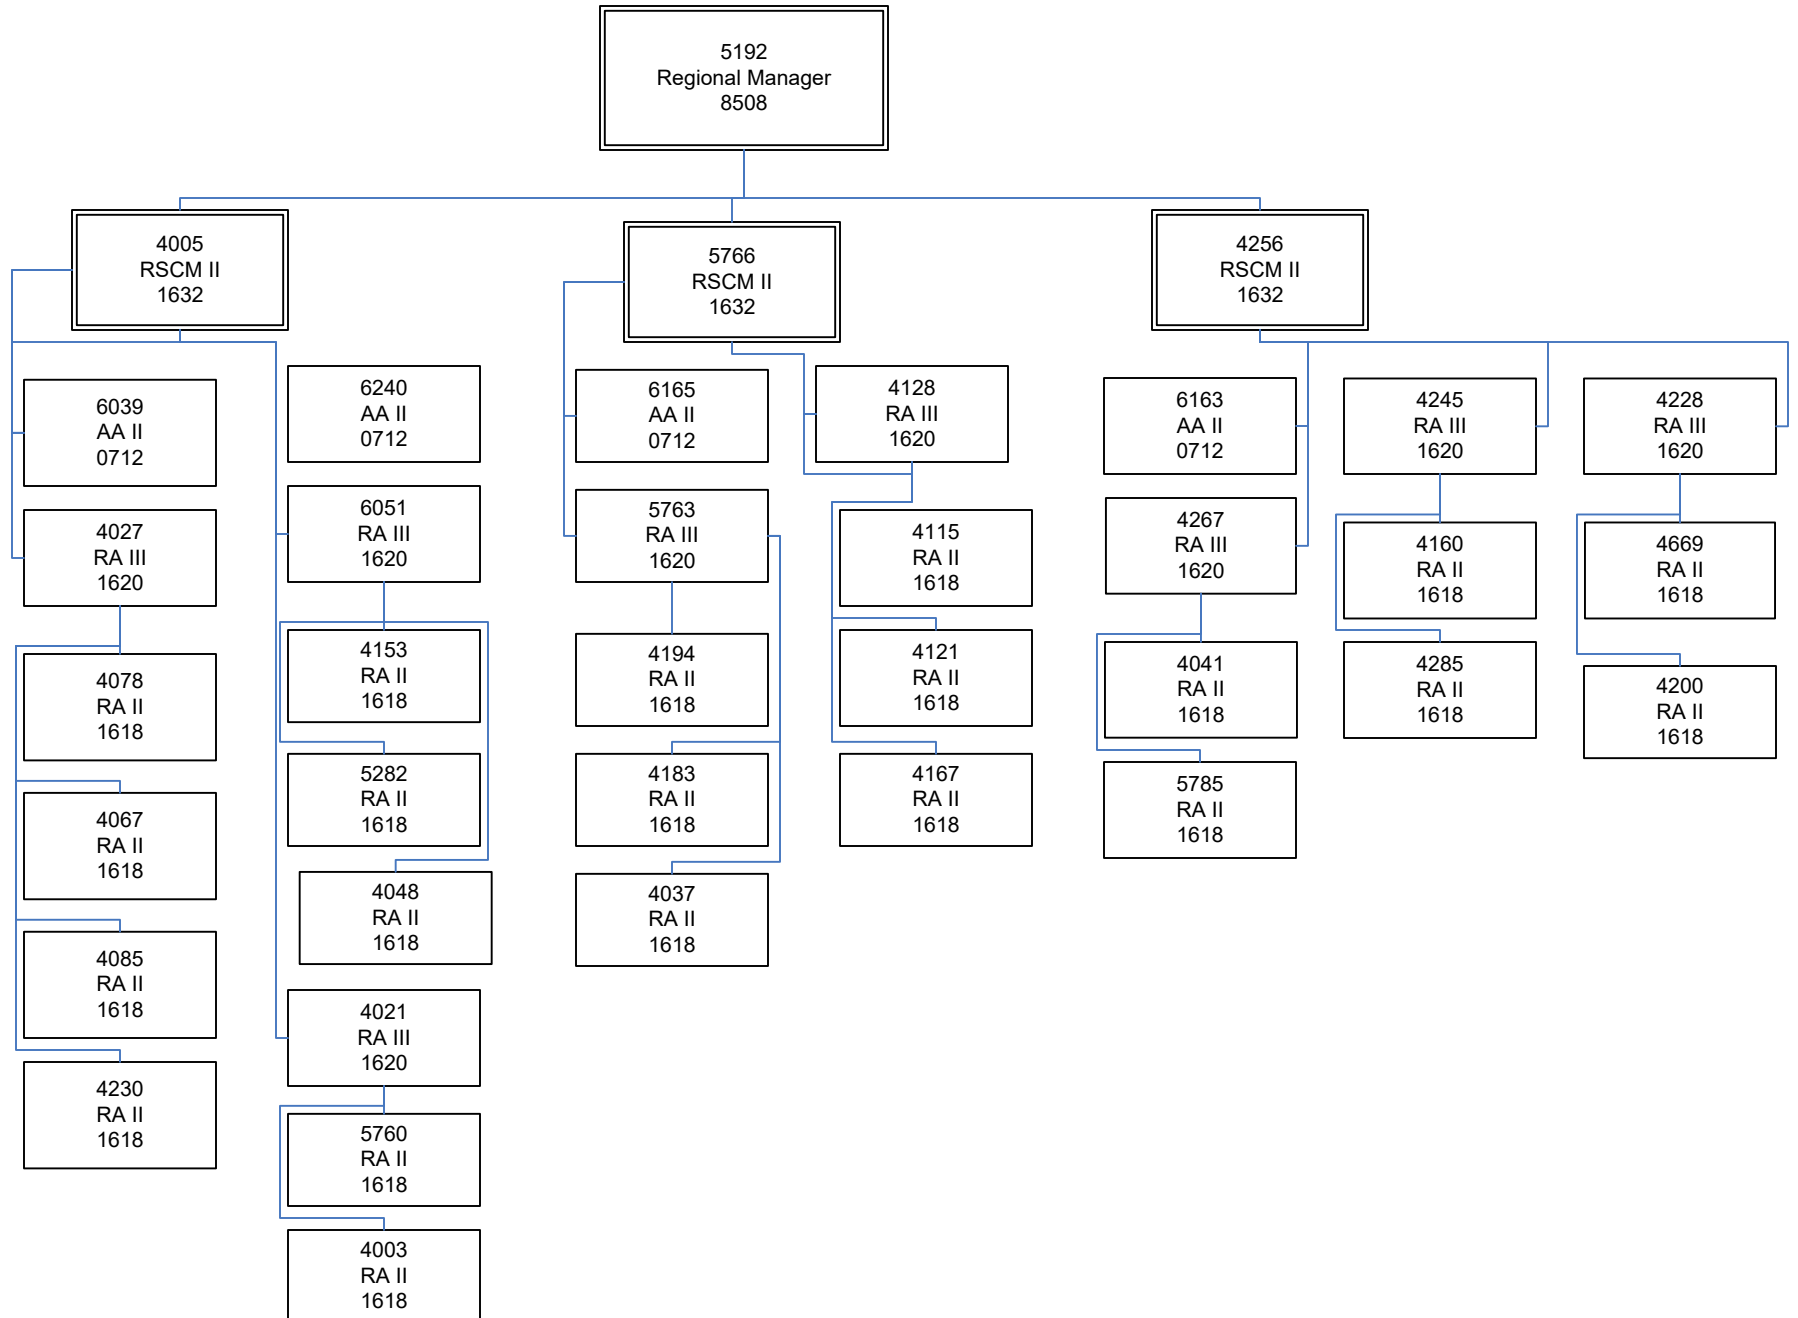 5192
Regional Manager
8508
4005
RSCM II
1632
5766
RSCM II
1632
4256
RSCM II
1632
6039
AA II
0712
4027
RA III
1620
4078
RA II
1618
4067
RA II
1618
4085
RA II
1618
4230
RA II
1618
6240
AA II
0712
6051
RA III
1620
4153
RA II
1618
5282
RA II
1618
4048
RA II
1618
4021
RA III
1620
5760
RA II
1618
4003
RA II
1618
6165
AA II
0712
5763
RA III
1620
4194
RA II
1618
4183
RA II
1618
4037
RA II
1618
4128
RA III
1620
4115
RA II
1618
4121
RA II
1618
4167
RA II
1618
6163
AA II
0712
4267
RA III
1620
4041
RA II
1618
5785
RA II
1618
4245
RA III
1620
4160
RA II
1618
4285
RA II
1618
4228
RA III
1620
4669
RA II
1618
4200
RA II
1618